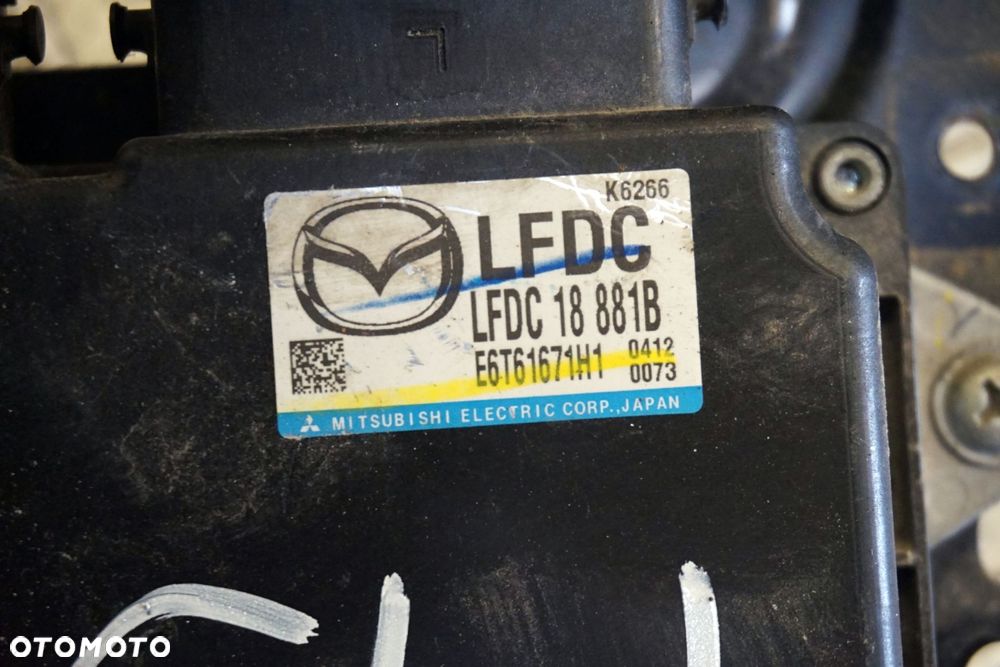 K6266
LFDC
LFDC 18 881B
E6T61671H1 0412
0073
MITSUBISHI ELECTRIC CORP., JAPAN
OTOMOTO